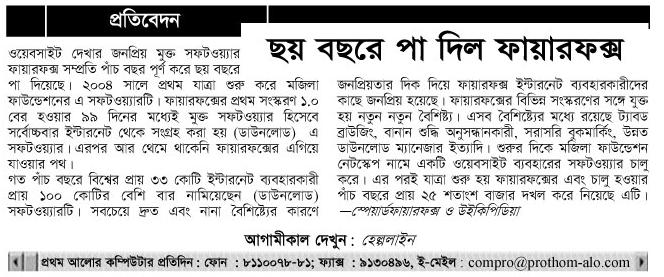 প্রতিবেদন
ছয় বছরে পা দিল ফায়ারফক্স
ওয়েবসাইট দেখার জনপ্রিয় মুক্ত সফটওয়্যার
ফায়ারফক্স সম্প্রতি পাঁচ বছর পূর্ণ করে ছয় বছরে
পা দিয়েছে। ২০০৪ সালে প্রথম যাত্রা শুরু করে মজিলা
ফাউন্ডেশনের এ সফটওয়্যারটি। ফায়ারফক্সের প্রথম সংস্করণ ১.০
বের হওয়ার ৯৯ দিনের মধ্যেই মুক্ত সফটওয়্যার হিসেবে
সর্বোচ্চবার ইন্টারনেট থেকে সংগ্রহ করা হয় (ডাউনলোড) এ
সফটওয়্যার। এরপর আর থেমে থাকেনি ফায়ারফক্সের এগিয়ে
যাওয়ার পথ।
গত পাঁচ বছরে বিশ্বের প্রায় ৩৩ কোটি ইন্টারনেট ব্যবহারকারী
প্রায় ১০০ কোটির বেশি বার নামিয়েছেন (ডাউনলোড)
সফটওয়্যারটি। সবচেয়ে দ্রুত এবং নানা বৈশিষ্ট্যের কারণে
জনপ্রিয়তার দিক দিয়ে ফায়ারফক্স ইন্টারনেট ব্যবহারকারীদের
কাছে জনপ্রিয় হয়েছে। ফায়ারফক্সের বিভিন্ন সংস্করণের সঙ্গে যুক্ত
হয় নতুন নতুন বৈশিষ্ট্য। এসব বৈশিষ্ট্যের মধ্যে রয়েছে ট্যাবড
ব্রাউজিং, বানান শুদ্ধি অনুসন্ধানকারী, সরাসরি বুকমার্কিং, উন্নত
ডাউনলোড ম্যানেজার ইত্যাদি। শুরুর দিকে মজিলা ফাউন্ডেশন
নেটস্কেপ নামে একটি ওয়েবসাইট ব্যবহারের সফটওয়্যার চালু
করে। এর পরই যাত্রা শুরু হয় ফায়ারফক্সের এবং চালু হওয়ার
পাঁচ বছরে প্রায় ২৫ শতাংশ বাজার দখল করে নিয়েছে এটি।
—স্পেয়ার্ডফায়ারফক্স ও উইকিপিডিয়া
আগামীকাল দেখুন : হেল্পলাইন
প্রথম আলোর কম্পিউটার প্রতিদিন : ফোন : ৮১১০০৭৮-৮১; ফ্যাক্স : ৯১৩০৪৯৬, ই-মেইল : compro@prothom-alo.com